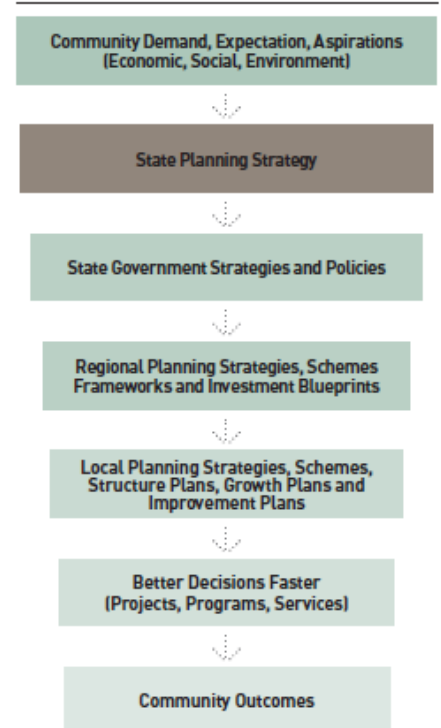 Community Demand, Expectation, Aspirations
(Economic, Social, Environment)
State Planning Strategy
State Government Strategies and Policies
Regional Planning Strategies, Schemes
Frameworks and Investment Blueprints
Local Planning Strategies, Schemes,
Structure Plans, Growth Plans and
Improvement Plans
Better Decisions Faster
(Projects, Programs, Services)
Community Outcomes